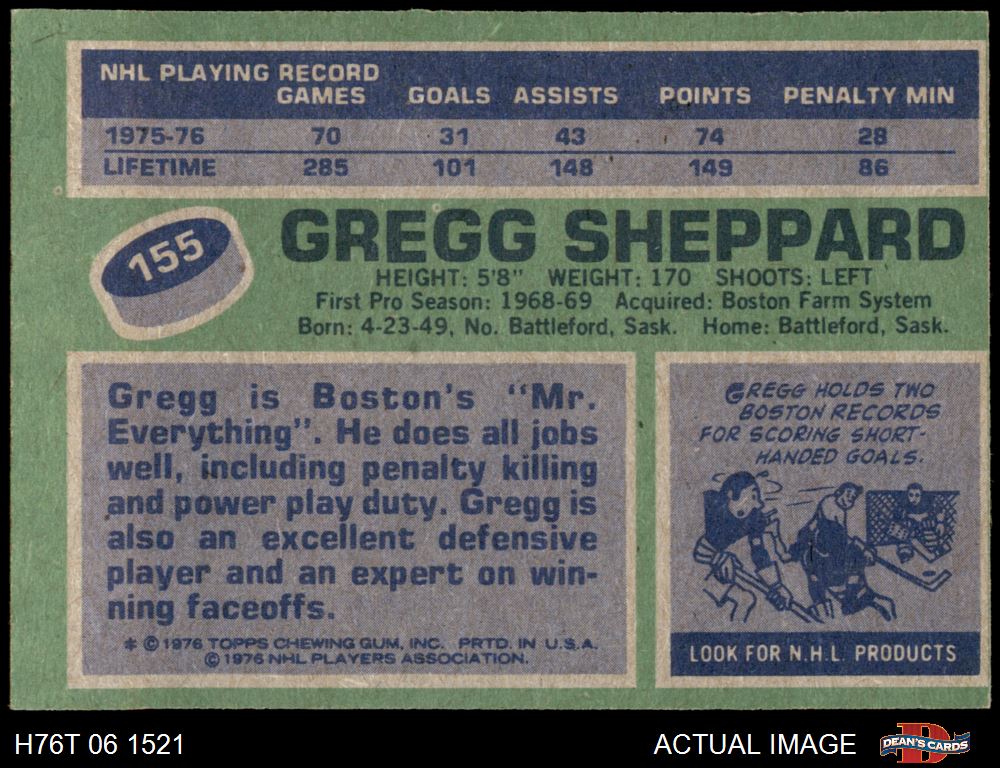 NHL PLAYING RECORD
GAMES GOALS ASSISTS POINTS PENALTY MIN
1975-76 70 31 43 74 28
LIFETIME 285 101 148 149 86
155
GREGG SHEPPARD
HEIGHT: 5'8" WEIGHT: 170 SHOOTS: LEFT
First Pro Season: 1968-69 Acquired: Boston Farm System
Born: 4-23-49, No. Battleford, Sask. Home: Battleford, Sask.
Gregg is Boston's "Mr.
Everything". He does all jobs
well, including penalty killing
and power play duty. Gregg is
also an excellent defensive
player and an expert on win-
ning faceoffs.
* © 1976 TOPPS CHEWING GUM, INC. PRTD. IN U.S.A.
© 1976 NHL PLAYERS ASSOCIATION.
GREGG HOLDS TWO
BOSTON RECORDS
FOR SCORING SHORT-
HANDED GOALS.
LOOK FOR N.H.L. PRODUCTS
H76T 06 1521
ACTUAL IMAGE
DEAN'S CARDS